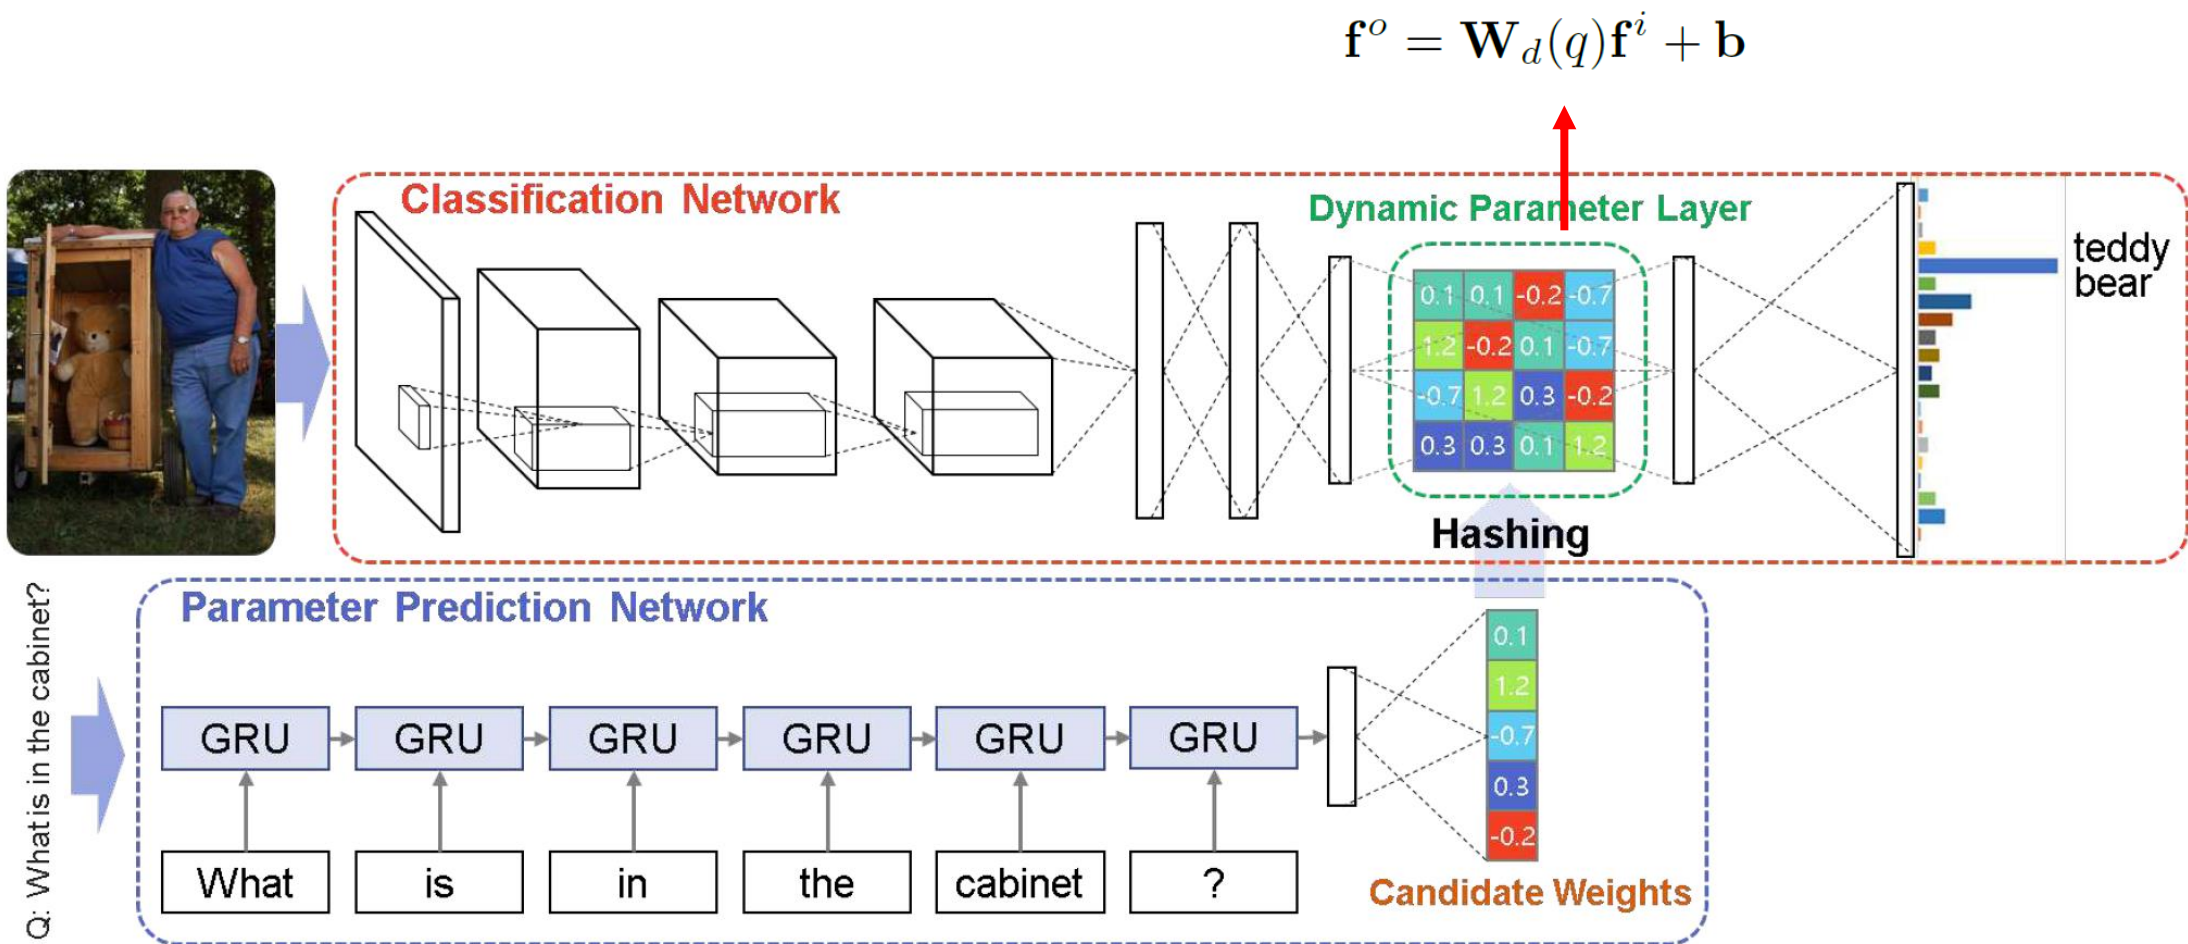 f^o = W_d(q)f^i + b
Classification Network
Dynamic Parameter Layer
0.1 0.1 -0.2 -0.7
1.2 -0.2 0.1 -0.7
-0.7 1.2 0.3 -0.2
0.3 0.3 0.1 1.2
teddy
bear
Hashing
Q: What is in the cabinet?
Parameter Prediction Network
GRU GRU GRU GRU GRU GRU
What is in the cabinet ?
0.1
1.2
-0.7
0.3
-0.2
Candidate Weights